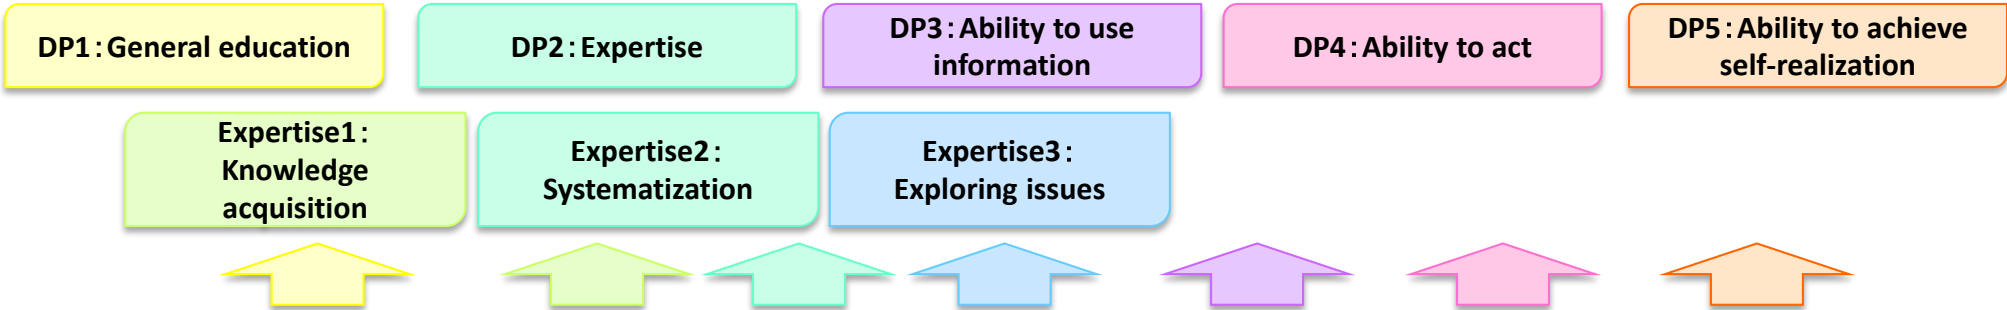 DP1：General education
DP2：Expertise
DP3：Ability to use
information
DP4：Ability to act
DP5：Ability to achieve
self-realization
Expertise1：
Knowledge
acquisition
Expertise2：
Systematization
Expertise3：
Exploring issues